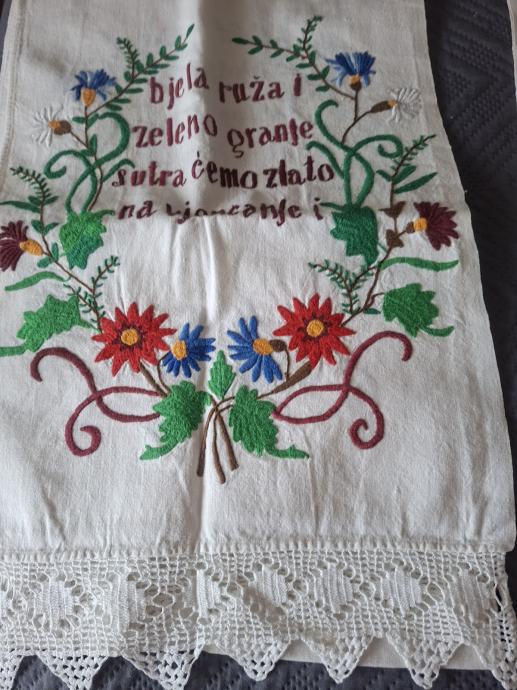 bjela ruža i
zeleno granje
sutra ćemo zlato
na vjenčanje i